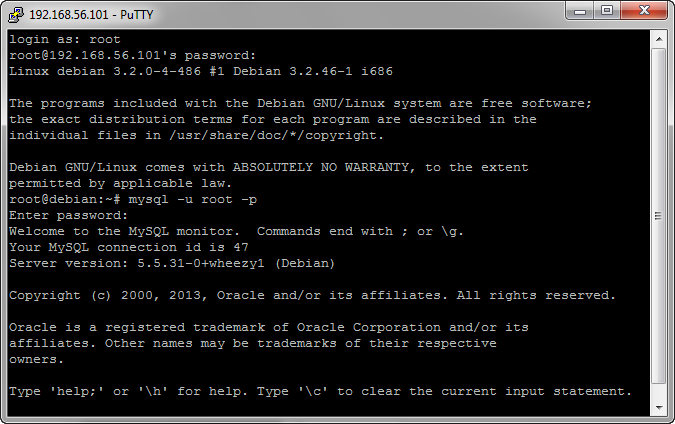 192.168.56.101 - PuTTY
login as: root
root@192.168.56.101's password:
Linux debian 3.2.0-4-486 #1 Debian 3.2.46-1 i686
The programs included with the Debian GNU/Linux system are free software;
the exact distribution terms for each program are described in the
individual files in /usr/share/doc/*/copyright.
Debian GNU/Linux comes with ABSOLUTELY NO WARRANTY, to the extent
permitted by applicable law.
root@debian:~# mysql -u root -p
Enter password:
Welcome to the MySQL monitor.  Commands end with ; or \g.
Your MySQL connection id is 47
Server version: 5.5.31-0+wheezy1 (Debian)
Copyright (c) 2000, 2013, Oracle and/or its affiliates. All rights reserved.
Oracle is a registered trademark of Oracle Corporation and/or its
affiliates. Other names may be trademarks of their respective
owners.
Type 'help;' or '\h' for help. Type '\c' to clear the current input statement.